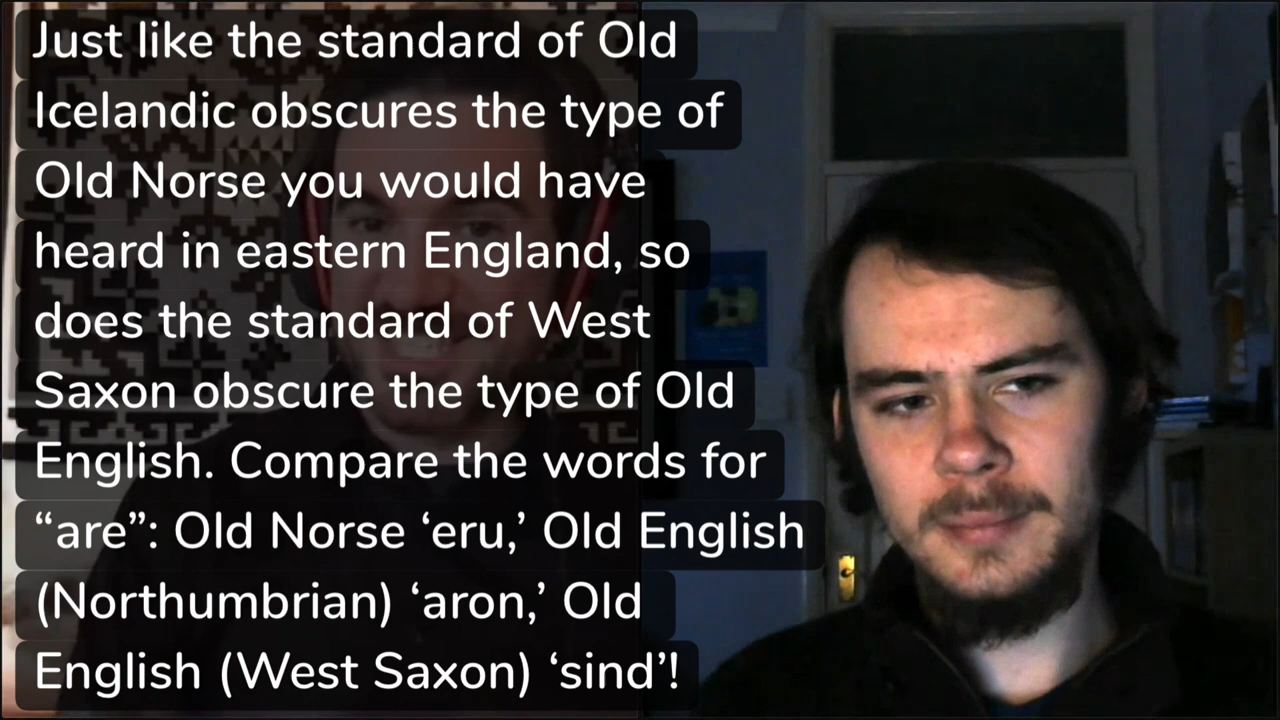 Just like the standard of Old
Icelandic obscures the type of
Old Norse you would have
heard in eastern England, so
does the standard of West
Saxon obscure the type of Old
English. Compare the words for
“are”: Old Norse ‘eru,’ Old English
(Northumbrian) ‘aron,’ Old
English (West Saxon) ‘sind’!